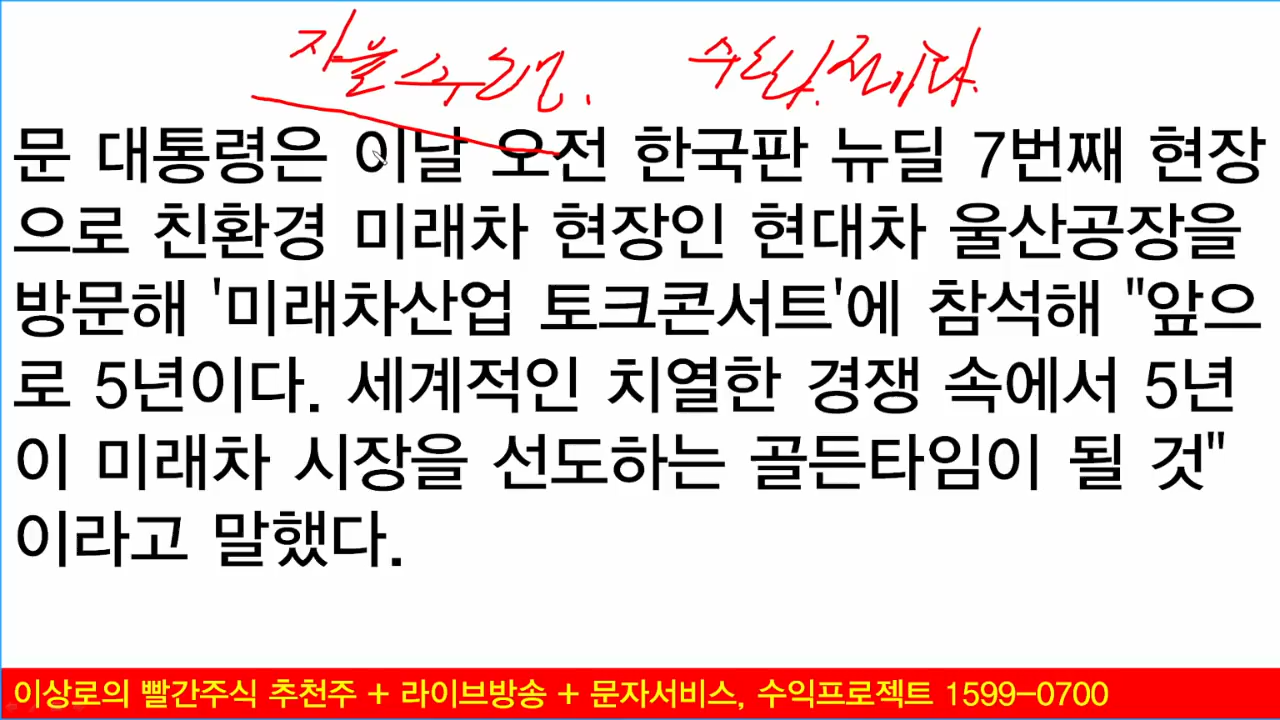 문 대통령은 이날 오전 한국판 뉴딜 7번째 현장
으로 친환경 미래차 현장인 현대차 울산공장을
방문해 '미래차산업 토크콘서트'에 참석해 "앞으
로 5년이다. 세계적인 치열한 경쟁 속에서 5년
이 미래차 시장을 선도하는 골든타임이 될 것"
이라고 말했다.
이상로의 빨간주식 추천주 + 라이브방송 + 문자서비스, 수익프로젝트 1599-0700